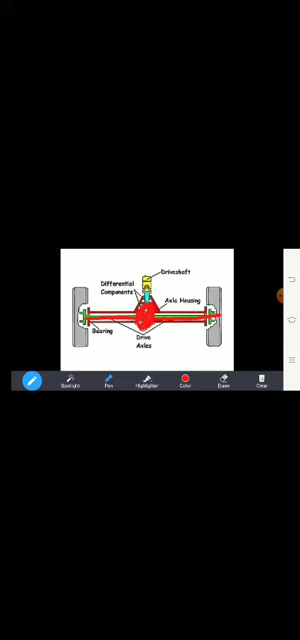 Driveshaft
Differential
Components
Axle Housing
Bearing
Drive
Axles
Spotlight
Pen
Highlighter
Color
Erase
Clear